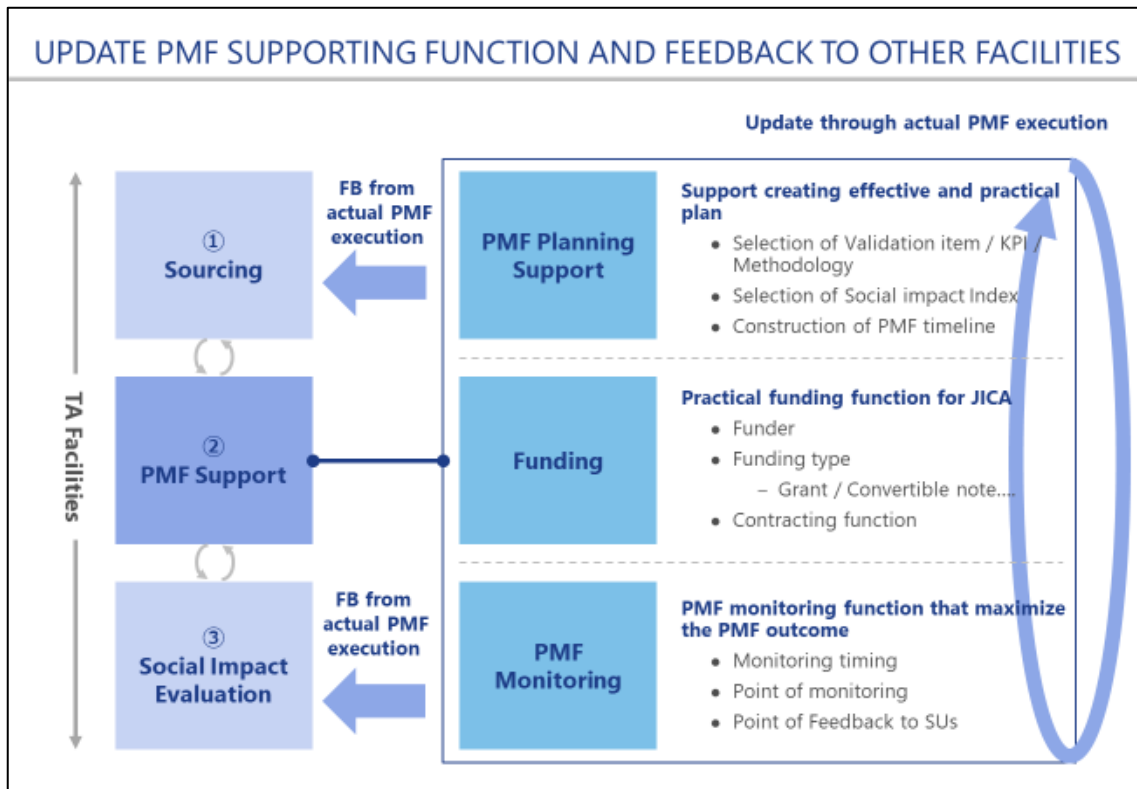 UPDATE PMF SUPPORTING FUNCTION AND FEEDBACK TO OTHER FACILITIES
Update through actual PMF execution
TA Facilities
①
Sourcing
FB from
actual PMF
execution
PMF Planning
Support
Support creating effective and practical
plan
● Selection of Validation item / KPI /
Methodology
● Selection of Social impact Index
● Construction of PMF timeline
②
PMF Support
Funding
Practical funding function for JICA
● Funder
● Funding type
– Grant / Convertible note....
● Contracting function
③
Social Impact
Evaluation
FB from
actual PMF
execution
PMF
Monitoring
PMF monitoring function that maximize
the PMF outcome
● Monitoring timing
● Point of monitoring
● Point of Feedback to SUs